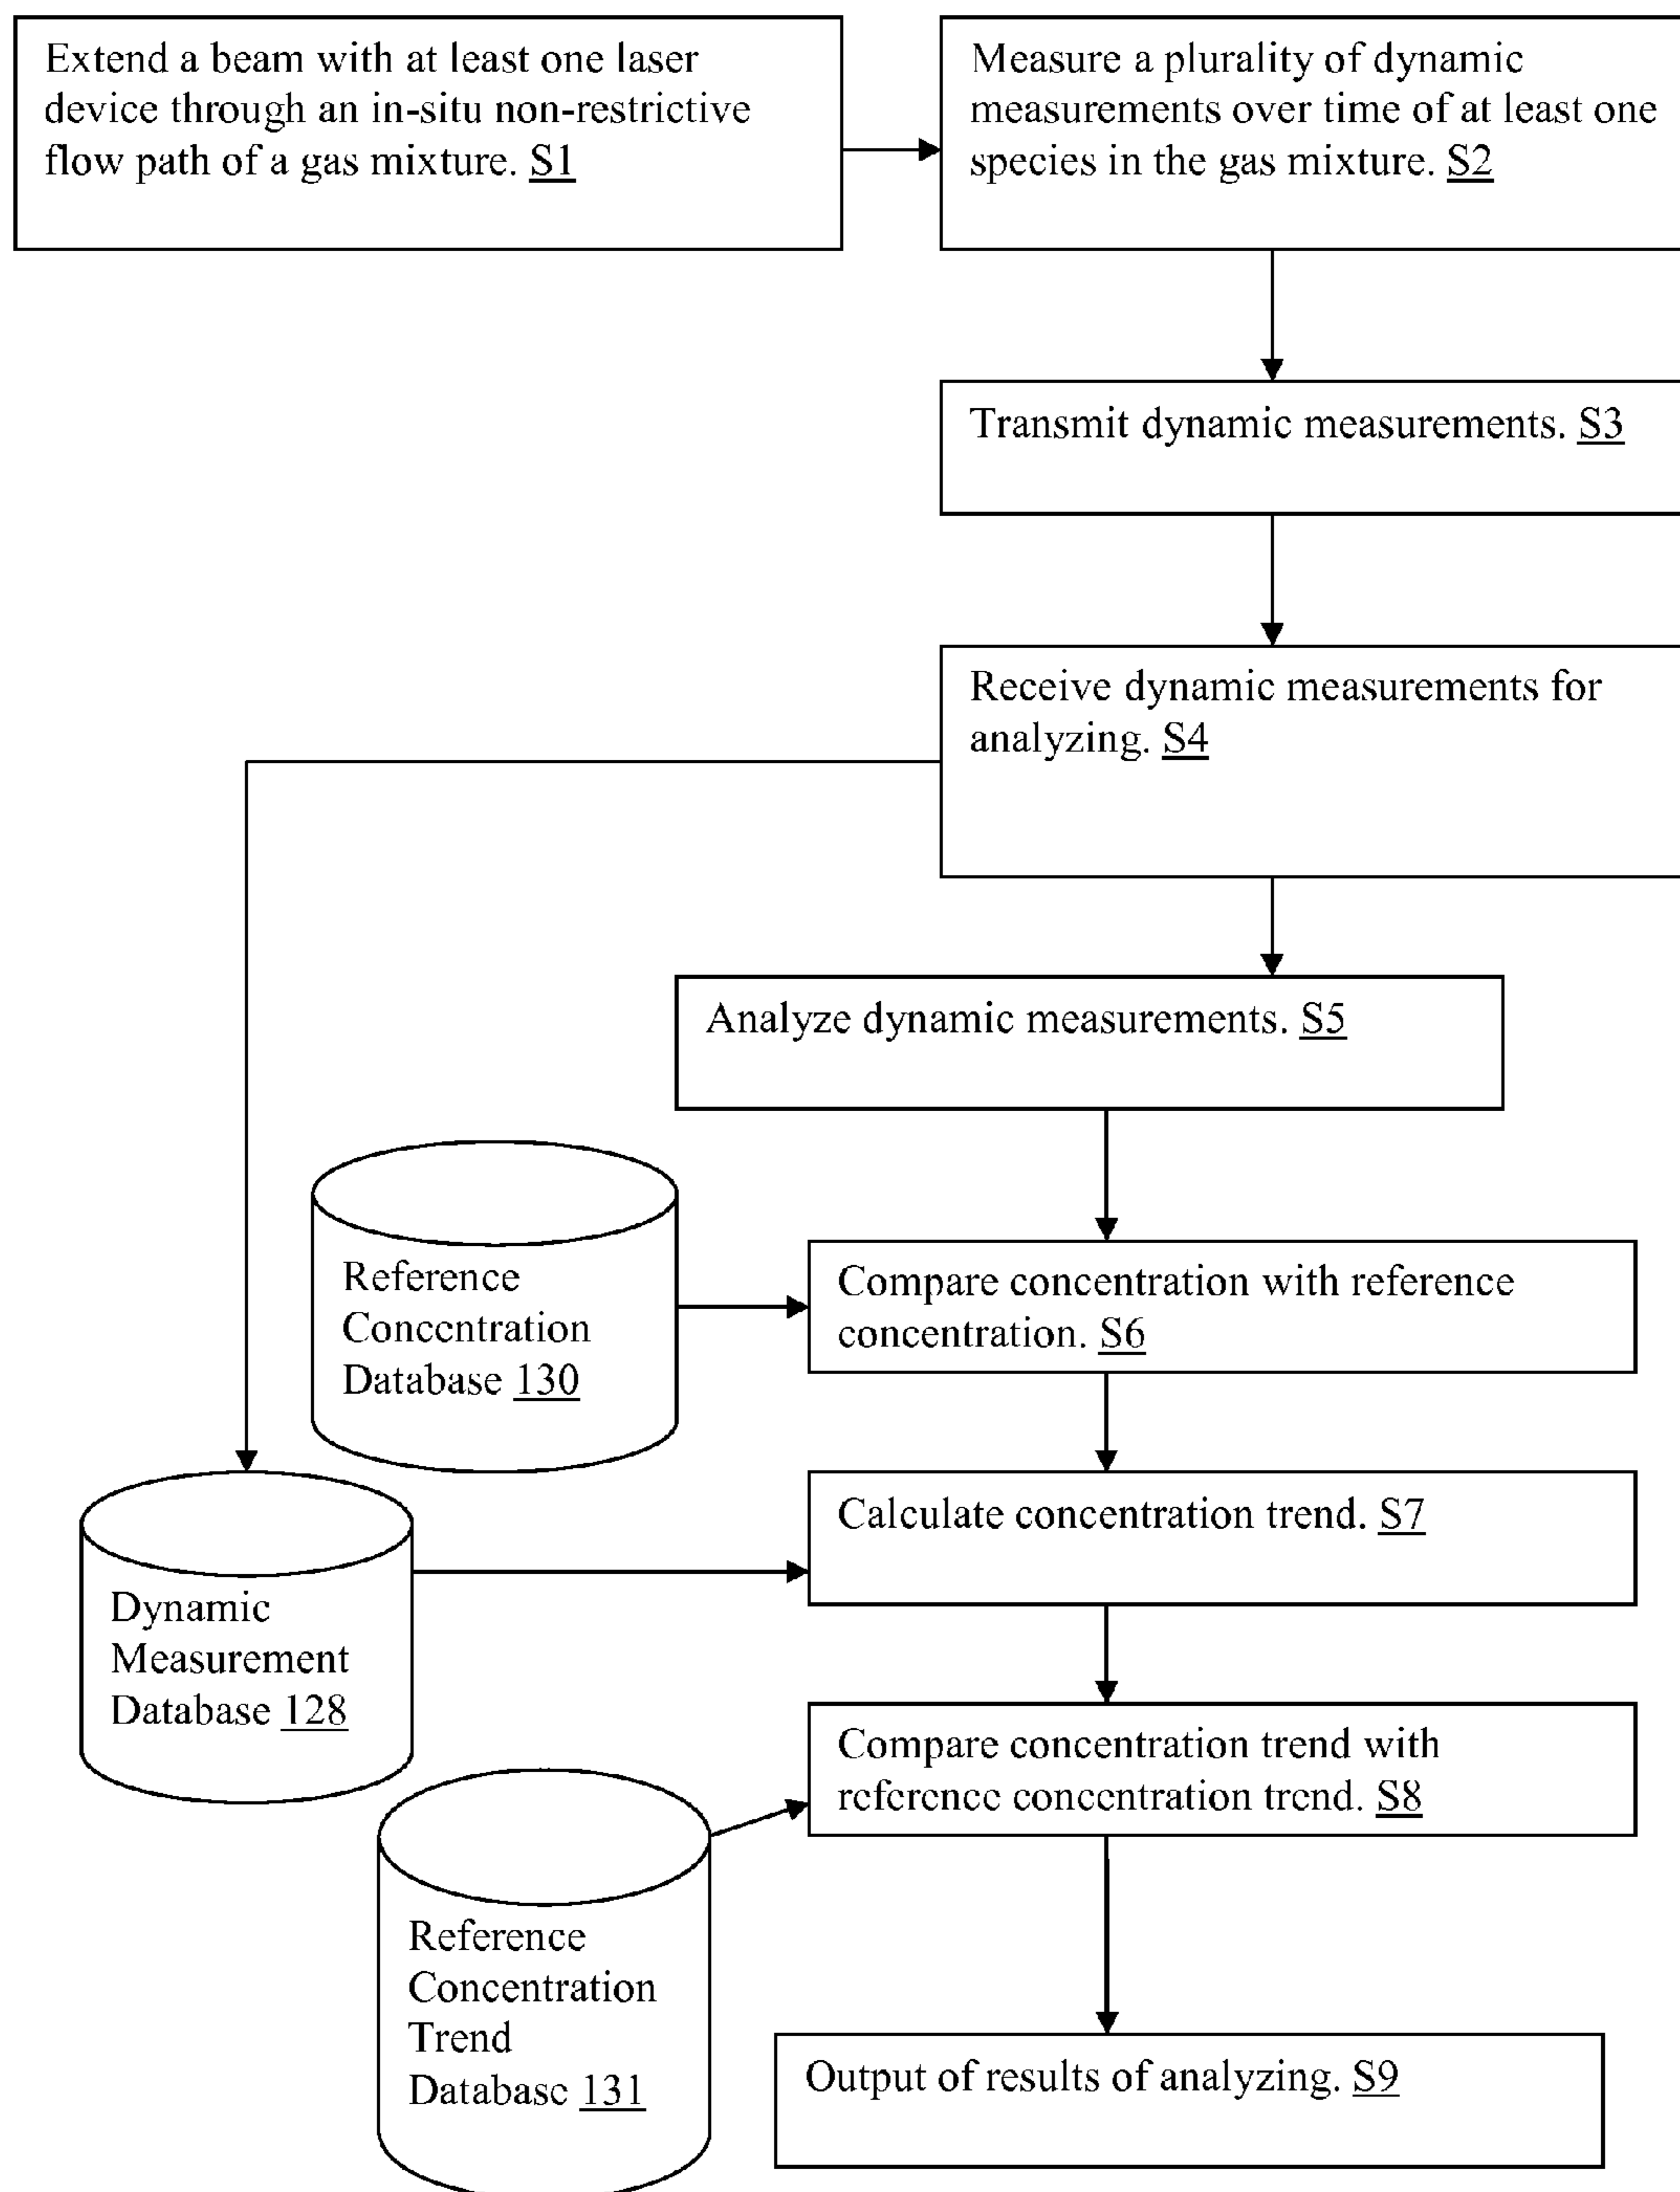 Extend a beam with at least one laser
device through an in-situ non-restrictive
flow path of a gas mixture. S1
Measure a plurality of dynamic
measurements over time of at least one
species in the gas mixture. S2
Transmit dynamic measurements. S3
Receive dynamic measurements for
analyzing. S4
Analyze dynamic measurements. S5
Reference
Concentration
Database 130
Compare concentration with reference
concentration. S6
Calculate concentration trend. S7
Dynamic
Measurement
Database 128
Compare concentration trend with
reference concentration trend. S8
Reference
Concentration
Trend
Database 131
Output of results of analyzing. S9